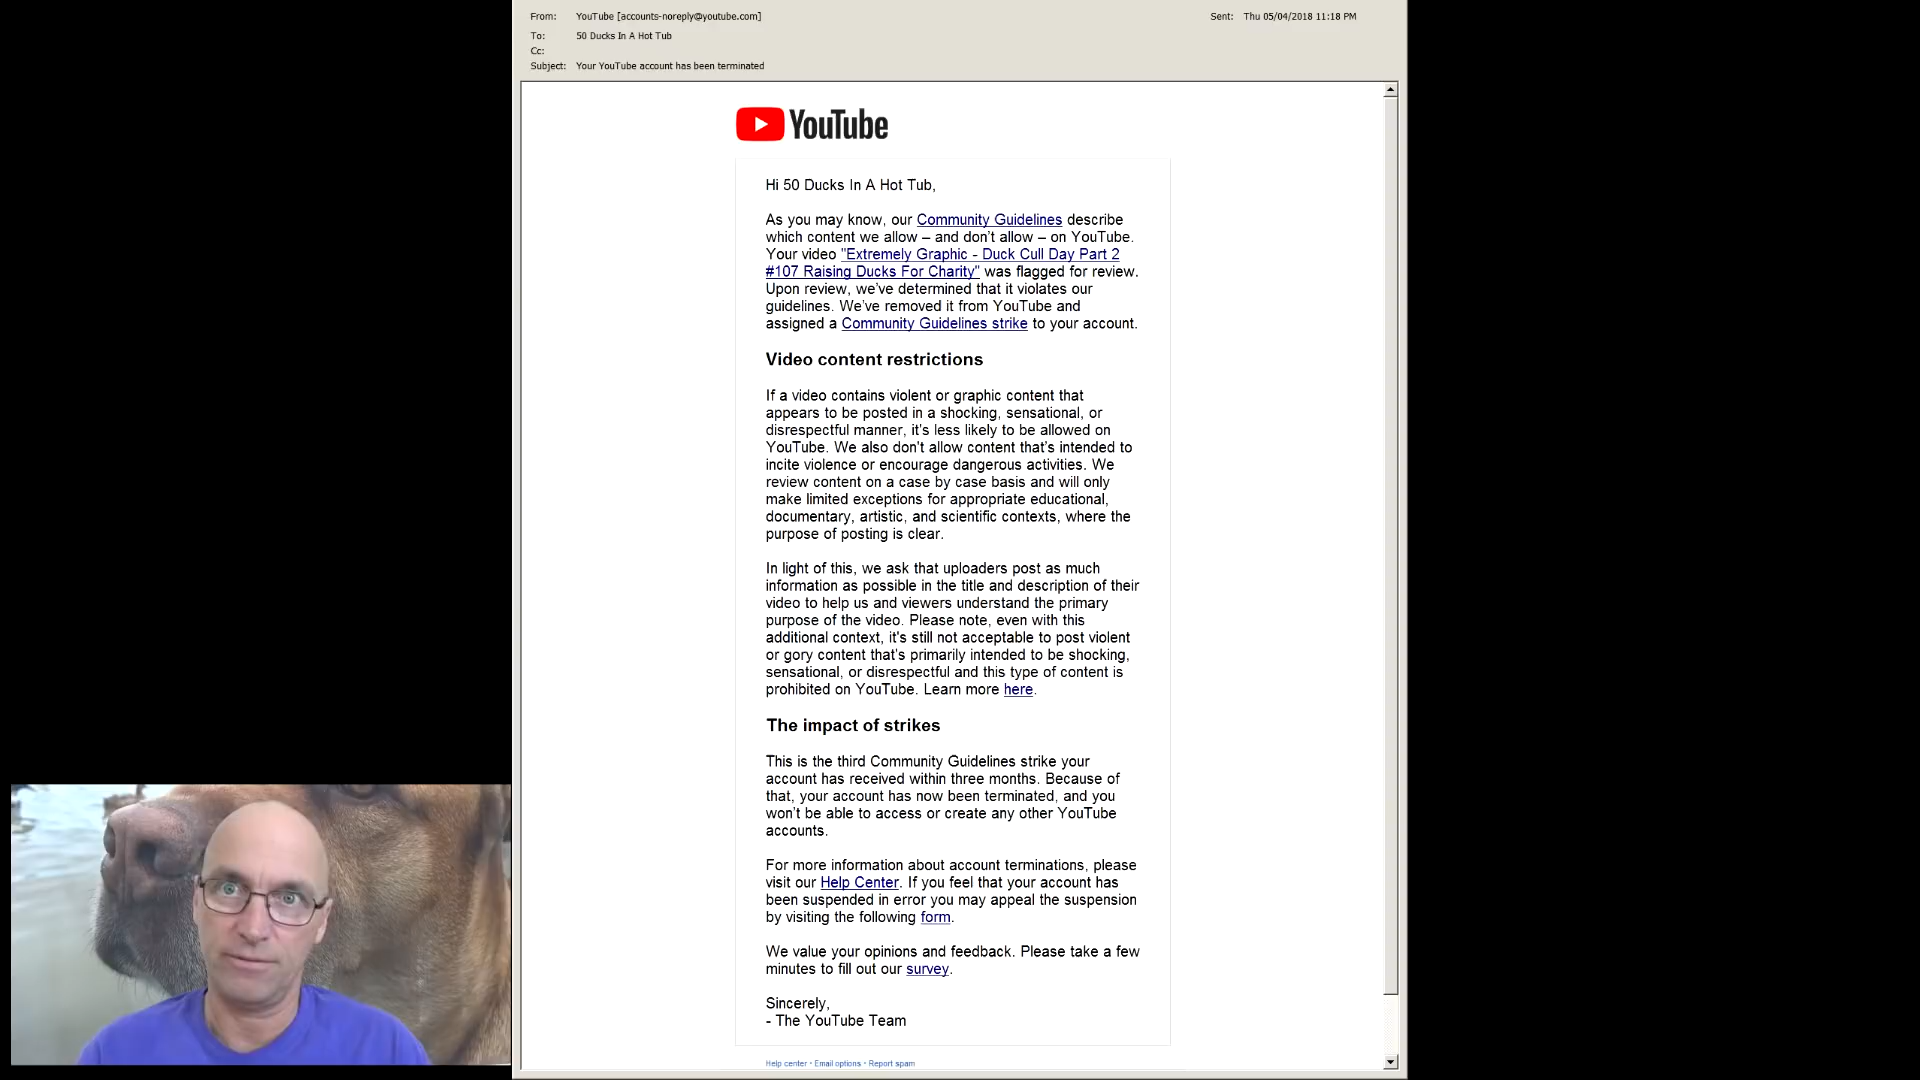 From: YouTube [accounts-noreply@youtube.com]
Sent: Thu 05/04/2018 11:18 PM
To: 50 Ducks In A Hot Tub
Cc:
Subject: Your YouTube account has been terminated
YouTube
Hi 50 Ducks In A Hot Tub,
As you may know, our Community Guidelines describe
which content we allow – and don't allow – on YouTube.
Your video "Extremely Graphic - Duck Cull Day Part 2
#107 Raising Ducks For Charity" was flagged for review.
Upon review, we've determined that it violates our
guidelines. We've removed it from YouTube and
assigned a Community Guidelines strike to your account.
Video content restrictions
If a video contains violent or graphic content that
appears to be posted in a shocking, sensational, or
disrespectful manner, it's less likely to be allowed on
YouTube. We also don't allow content that's intended to
incite violence or encourage dangerous activities. We
review content on a case by case basis and will only
make limited exceptions for appropriate educational,
documentary, artistic, and scientific contexts, where the
purpose of posting is clear.
In light of this, we ask that uploaders post as much
information as possible in the title and description of their
video to help us and viewers understand the primary
purpose of the video. Please note, even with this
additional context, it's still not acceptable to post violent
or gory content that's primarily intended to be shocking,
sensational, or disrespectful and this type of content is
prohibited on YouTube. Learn more here.
The impact of strikes
This is the third Community Guidelines strike your
account has received within three months. Because of
that, your account has now been terminated, and you
won't be able to access or create any other YouTube
accounts.
For more information about account terminations, please
visit our Help Center. If you feel that your account has
been suspended in error you may appeal the suspension
by visiting the following form.
We value your opinions and feedback. Please take a few
minutes to fill out our survey.
Sincerely,
- The YouTube Team
Help center • Email options • Report spam